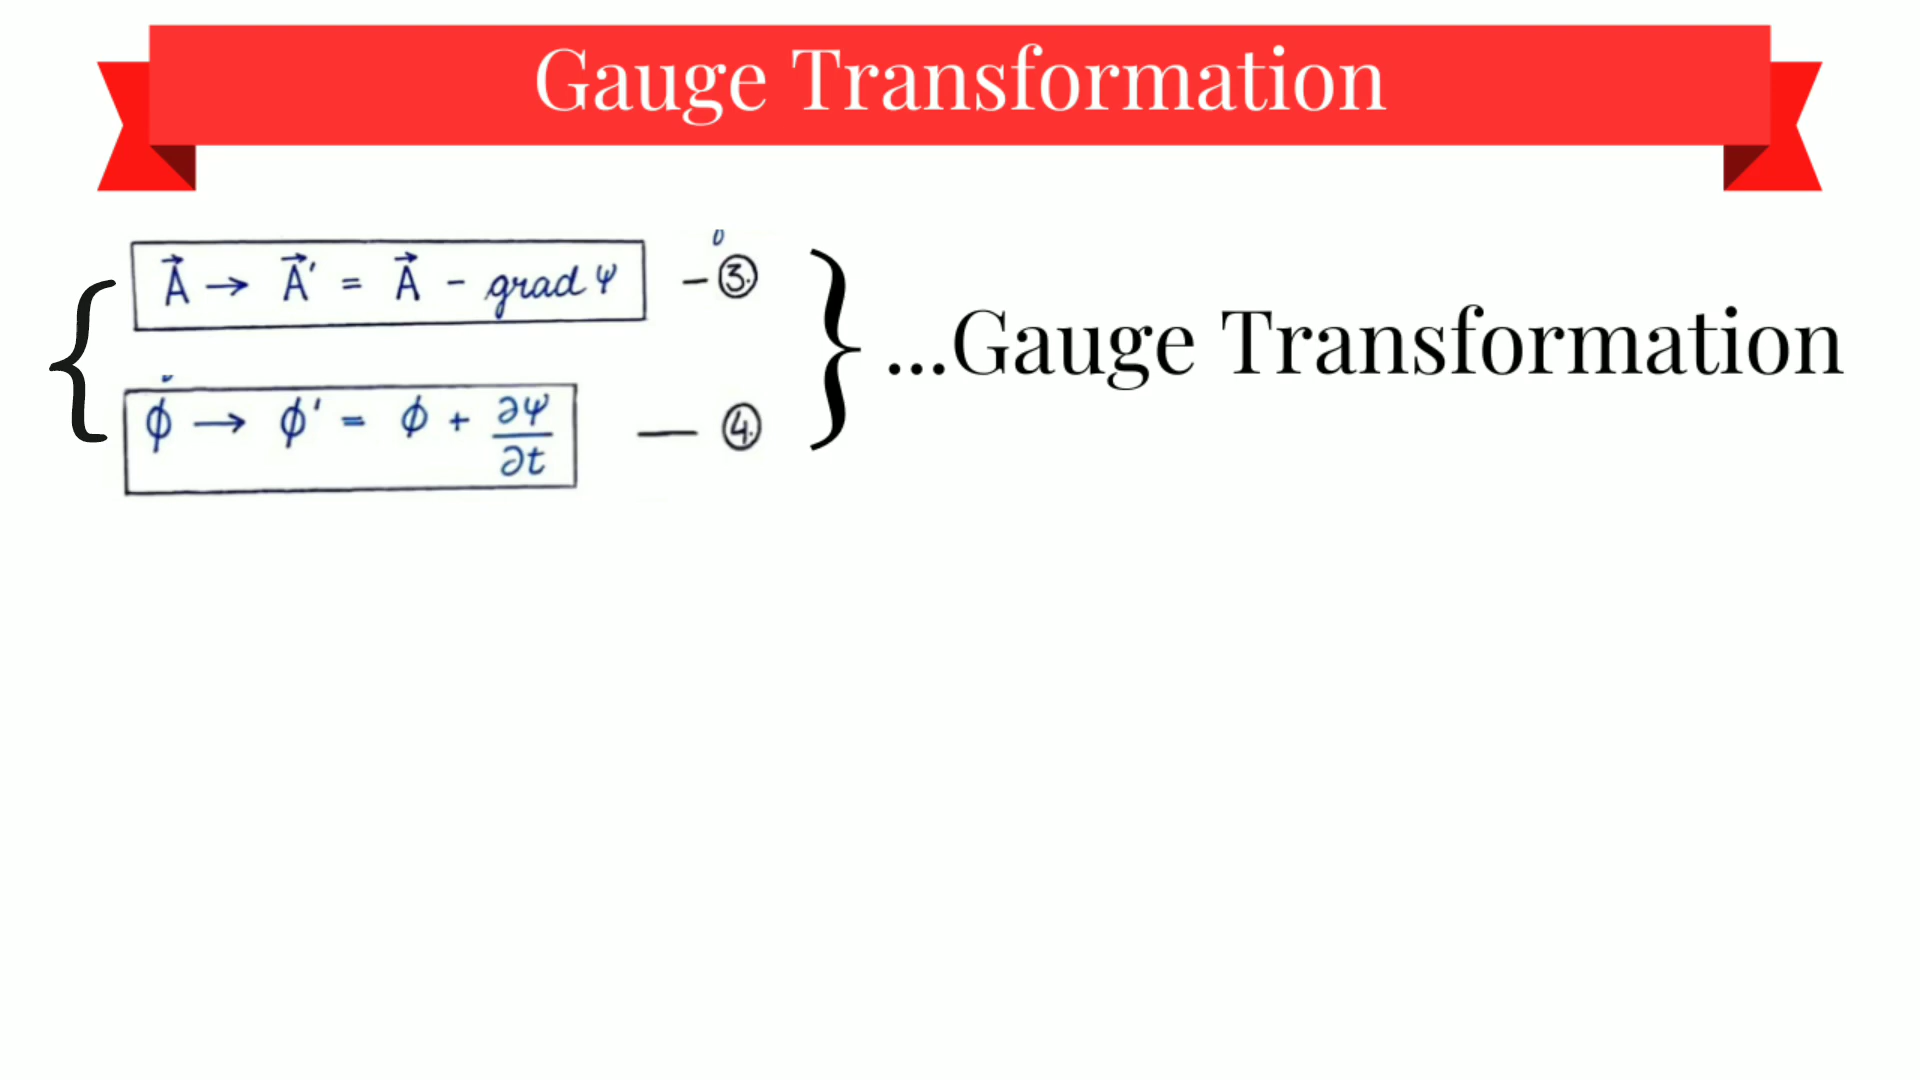 Gauge Transformation
{ A⃗ → A⃗' = A⃗ - grad ψ — ③ }
ϕ → ϕ' = ϕ + ∂ψ/∂t — ④
...Gauge Transformation